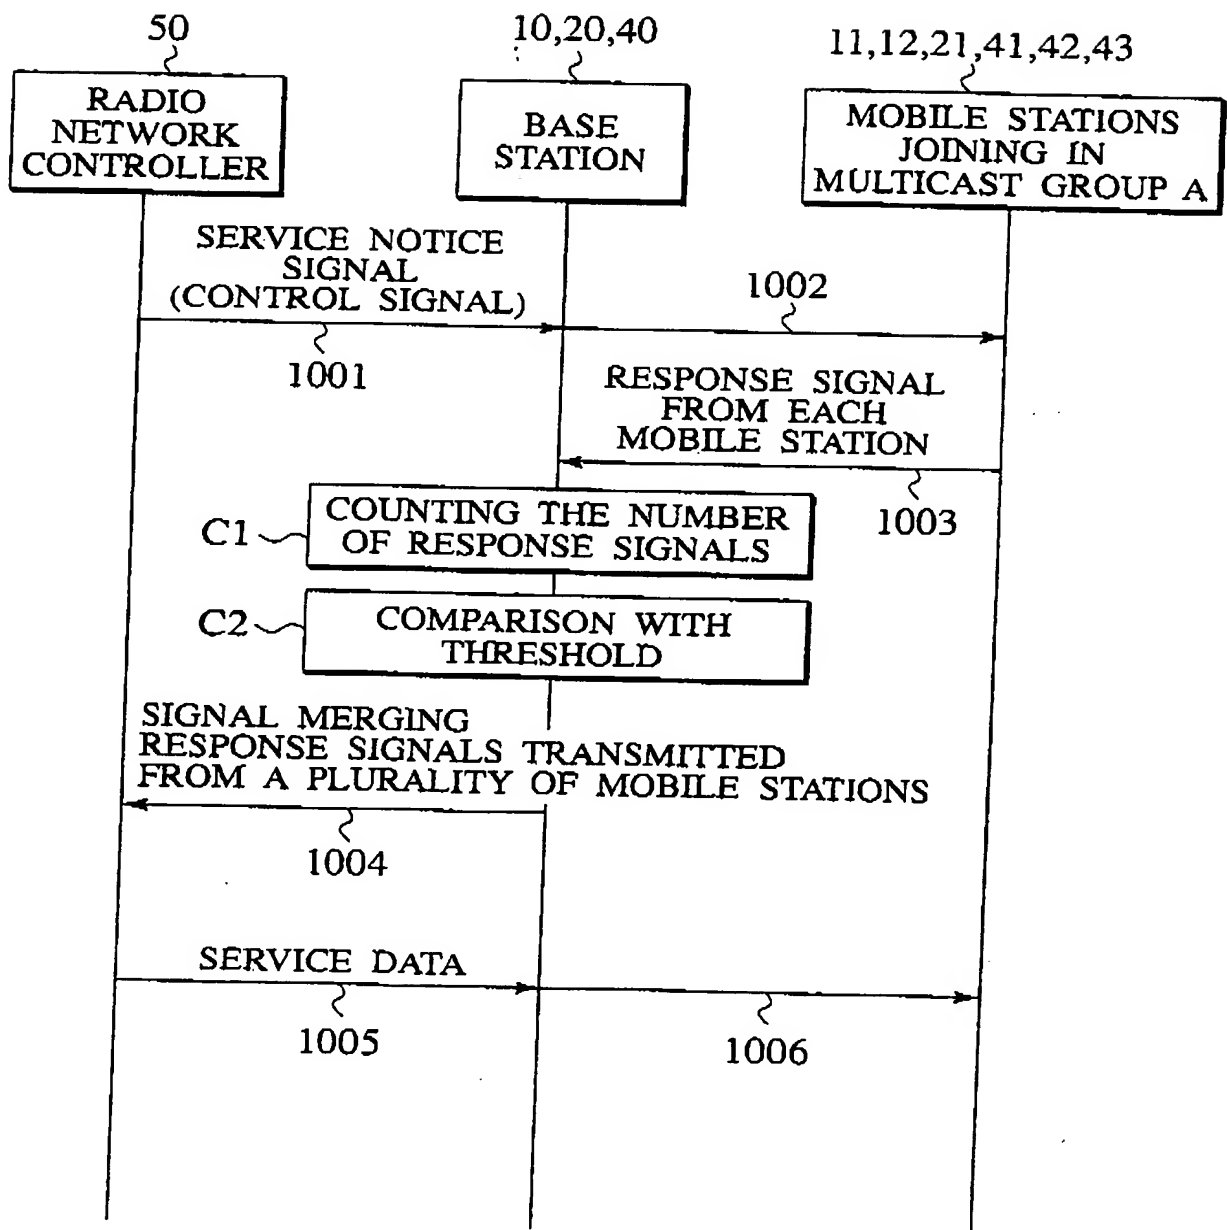 50
10,20,40
11,12,21,41,42,43
RADIO
NETWORK
CONTROLLER
BASE
STATION
MOBILE STATIONS
JOINING IN
MULTICAST GROUP A
SERVICE NOTICE
SIGNAL
(CONTROL SIGNAL)
1002
1001
RESPONSE SIGNAL
FROM EACH
MOBILE STATION
1003
C1
COUNTING THE NUMBER
OF RESPONSE SIGNALS
C2
COMPARISON WITH
THRESHOLD
SIGNAL MERGING
RESPONSE SIGNALS TRANSMITTED
FROM A PLURALITY OF MOBILE STATIONS
1004
SERVICE DATA
1005
1006